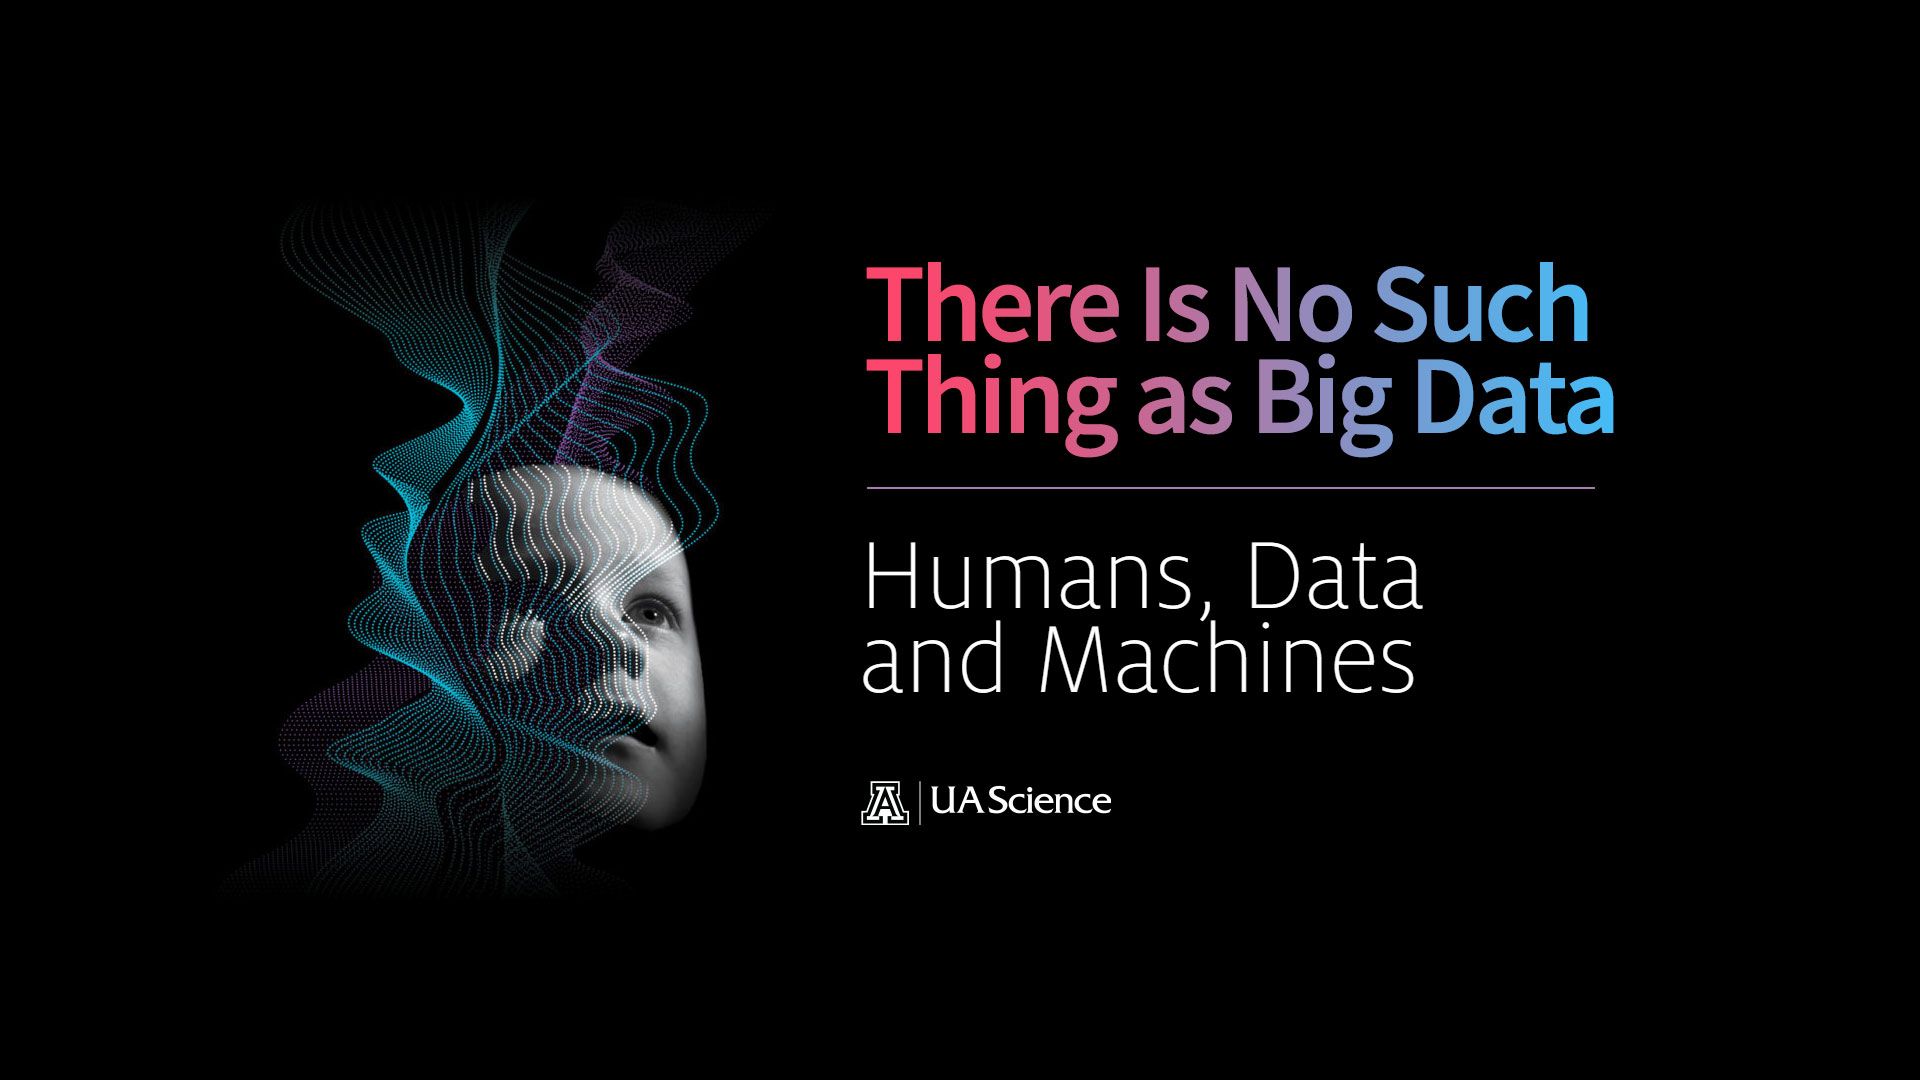 There Is No Such
Thing as Big Data
Humans, Data
and Machines
A | UA Science